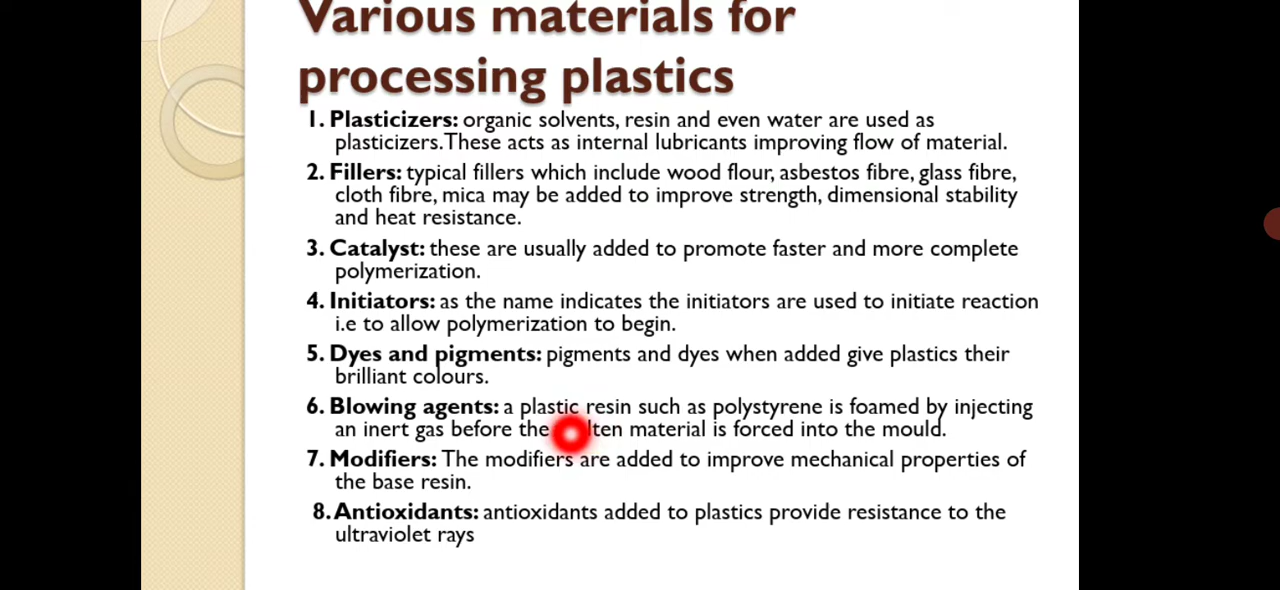 Various materials for
processing plastics
1. Plasticizers: organic solvents, resin and even water are used as
plasticizers.These acts as internal lubricants improving flow of material.
2. Fillers: typical fillers which include wood flour, asbestos fibre, glass fibre,
cloth fibre, mica may be added to improve strength, dimensional stability
and heat resistance.
3. Catalyst: these are usually added to promote faster and more complete
polymerization.
4. Initiators: as the name indicates the initiators are used to initiate reaction
i.e to allow polymerization to begin.
5. Dyes and pigments: pigments and dyes when added give plastics their
brilliant colours.
6. Blowing agents: a plastic resin such as polystyrene is foamed by injecting
an inert gas before the material is forced into the mould.
7. Modifiers: The modifiers are added to improve mechanical properties of
the base resin.
8. Antioxidants: antioxidants added to plastics provide resistance to the
ultraviolet rays